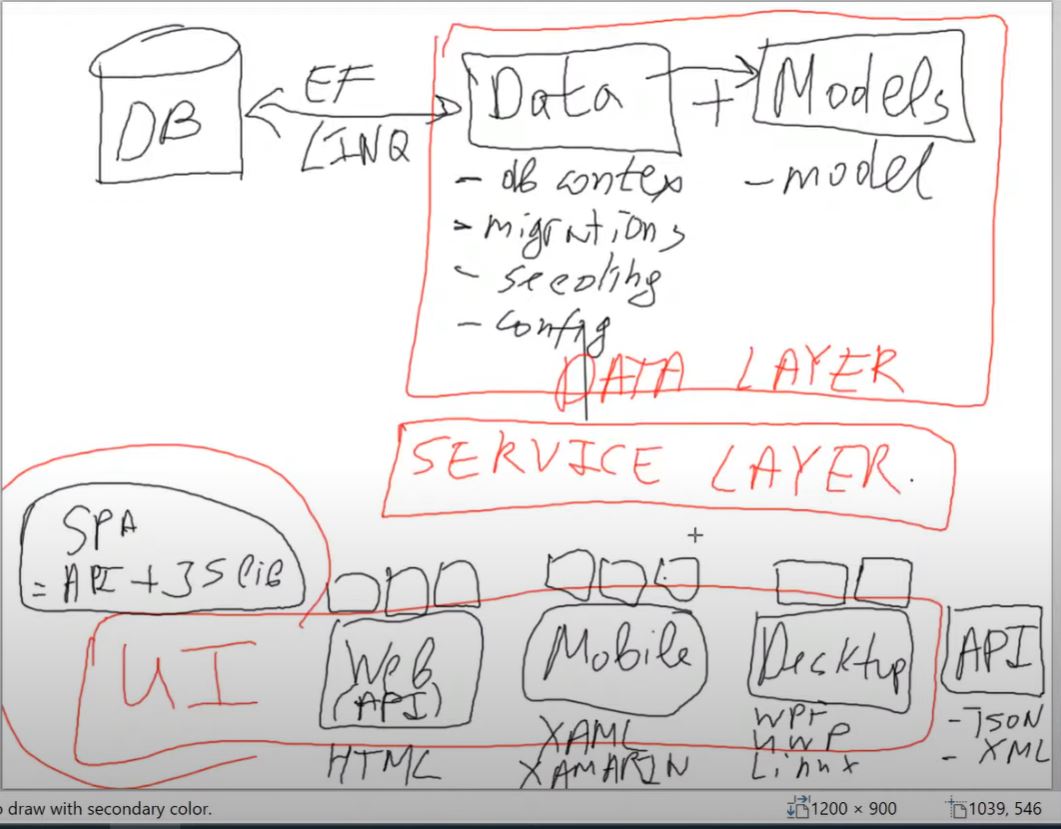 DB
EF
LINQ
Data
+
Models
- db contex
- migrations
- seeding
- config
- model
DATA LAYER
SERVICE LAYER.
SPA
= API + JS lib
UI
Web
(API)
HTML
Mobile
XAML
XAMARIN
Decktup
WPF
UWP
Linux
API
- JSON
- XML
o draw with secondary color.
1200 × 900
1039, 546